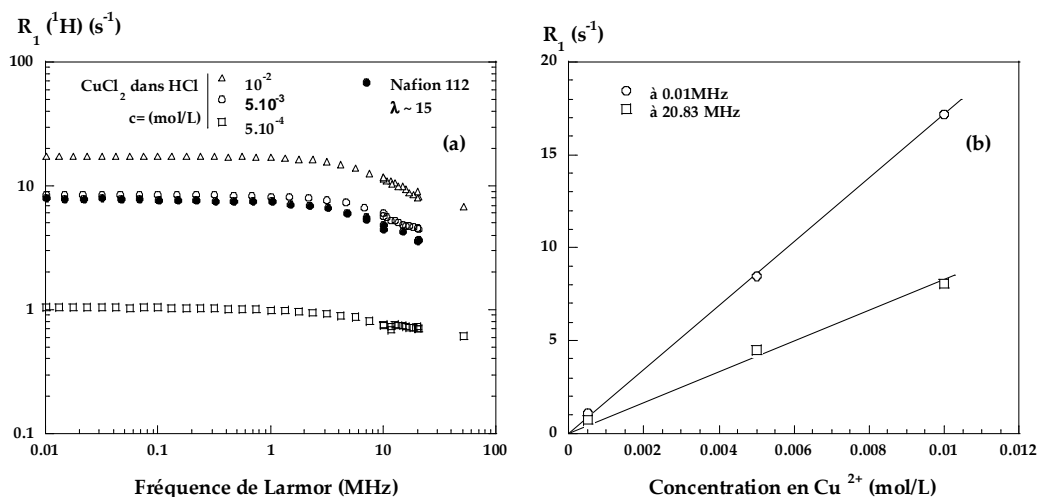 R₁ (¹H) (s⁻¹)
100
10
1
0.1
CuCl₂ dans HCl
c= (mol/L)
10⁻²
5.10⁻³
5.10⁻⁴
Nafion 112
λ ~ 15
(a)
0.01 0.1 1 10 100
Fréquence de Larmor (MHz)
R₁ (s⁻¹)
20
15
10
5
0
à 0.01MHz
à 20.83 MHz
(b)
0 0.002 0.004 0.006 0.008 0.01 0.012
Concentration en Cu ²⁺ (mol/L)